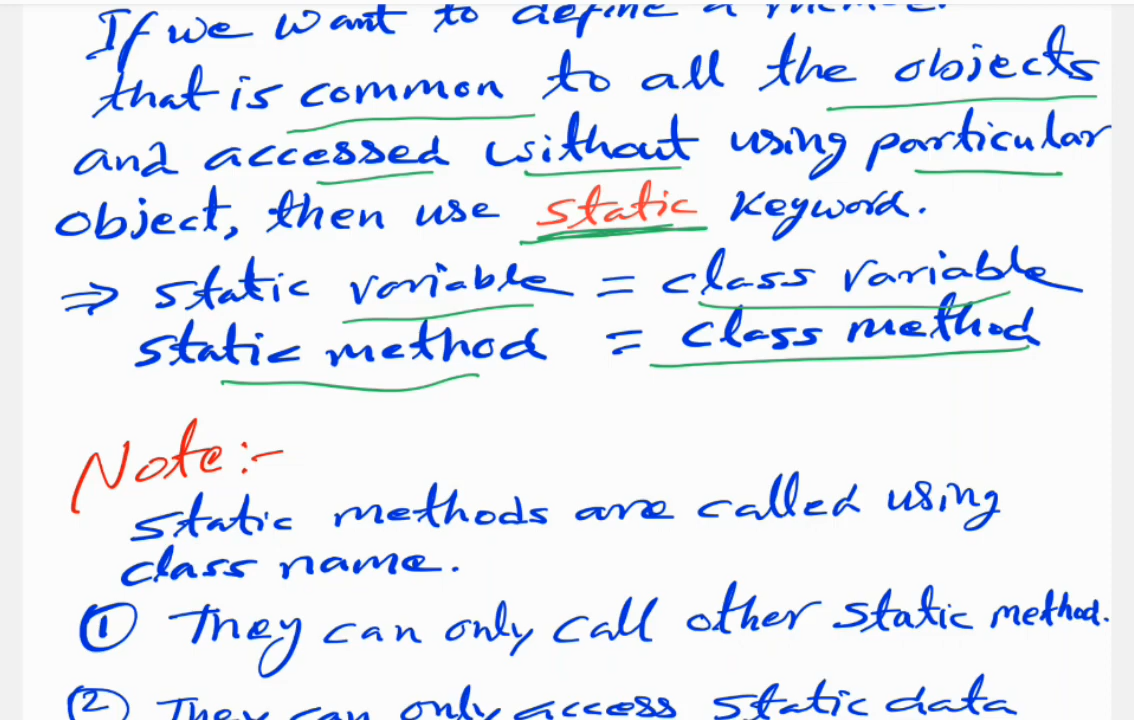 If we want to define a member
that is common to all the objects
and accessed without using particular
object, then use static keyword.
⇒ static variable = class variable
static method = class method
Note:-
static methods are called using
class name.
① They can only call other static method.
② They can only access static data